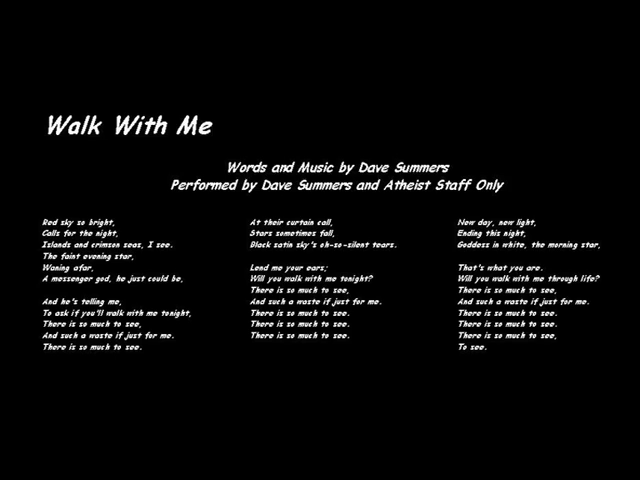 Walk With Me
Words and Music by Dave Summers
Performed by Dave Summers and Atheist Staff Only
Red sky so bright,
Calls for the night,
Islands and crimson seas, I see.
The faint evening star,
Waning afar,
A messenger god, he just could be,
And he's telling me,
To ask if you'll walk with me tonight,
There is so much to see,
And such a waste if just for me.
There is so much to see.
At their curtain call,
Stars sometimes fall,
Black satin sky's oh-so-silent tears.
Lend me your ears;
Will you walk with me tonight?
There is so much to see,
And such a waste if just for me.
There is so much to see.
There is so much to see.
There is so much to see.
New day, new light,
Ending this night,
Goddess in white, the morning star,
That's what you are.
Will you walk with me through life?
There is so much to see,
And such a waste if just for me.
There is so much to see.
There is so much to see.
There is so much to see,
To see.